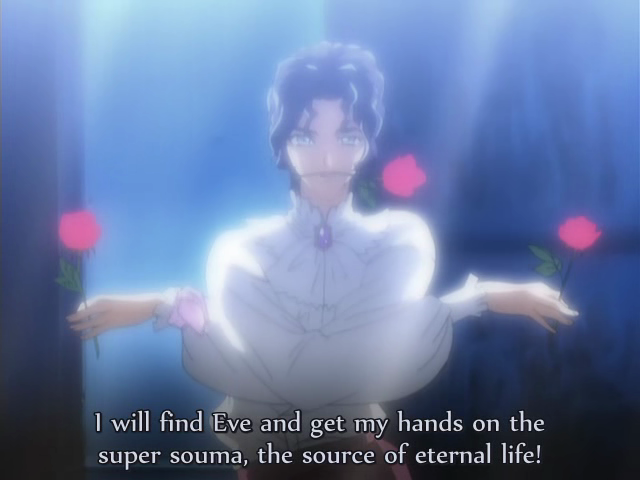 I will find Eve and get my hands on the
super souma, the source of eternal life!